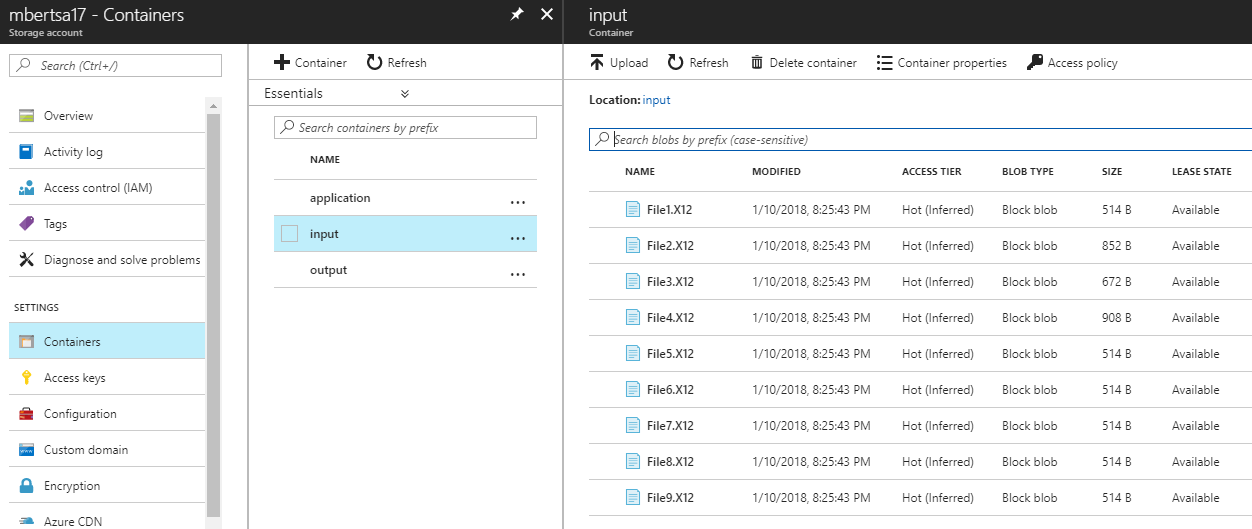 mbertsa17 - Containers
Storage account
Search (Ctrl+/)
Overview
Activity log
Access control (IAM)
Tags
Diagnose and solve problems
SETTINGS
Containers
Access keys
Configuration
Custom domain
Encryption
Azure CDN
Container Refresh
Essentials
Search containers by prefix
NAME
application ...
input ...
output ...
input
Container
Upload Refresh Delete container Container properties Access policy
Location: input
Search blobs by prefix (case-sensitive)
NAME MODIFIED ACCESS TIER BLOB TYPE SIZE LEASE STATE
File1.X12 1/10/2018, 8:25:43 PM Hot (Inferred) Block blob 514 B Available
File2.X12 1/10/2018, 8:25:43 PM Hot (Inferred) Block blob 852 B Available
File3.X12 1/10/2018, 8:25:43 PM Hot (Inferred) Block blob 672 B Available
File4.X12 1/10/2018, 8:25:43 PM Hot (Inferred) Block blob 908 B Available
File5.X12 1/10/2018, 8:25:43 PM Hot (Inferred) Block blob 514 B Available
File6.X12 1/10/2018, 8:25:43 PM Hot (Inferred) Block blob 514 B Available
File7.X12 1/10/2018, 8:25:43 PM Hot (Inferred) Block blob 514 B Available
File8.X12 1/10/2018, 8:25:43 PM Hot (Inferred) Block blob 514 B Available
File9.X12 1/10/2018, 8:25:43 PM Hot (Inferred) Block blob 514 B Available